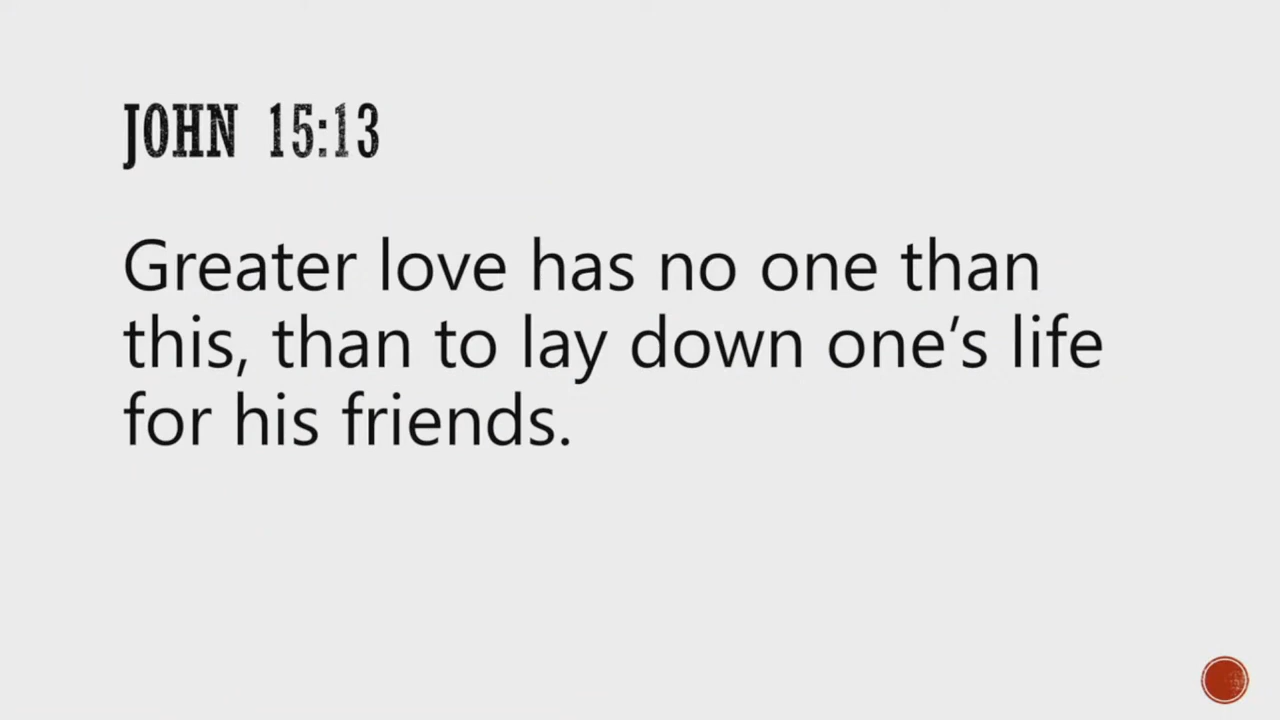 JOHN 15:13
Greater love has no one than
this, than to lay down one’s life
for his friends.